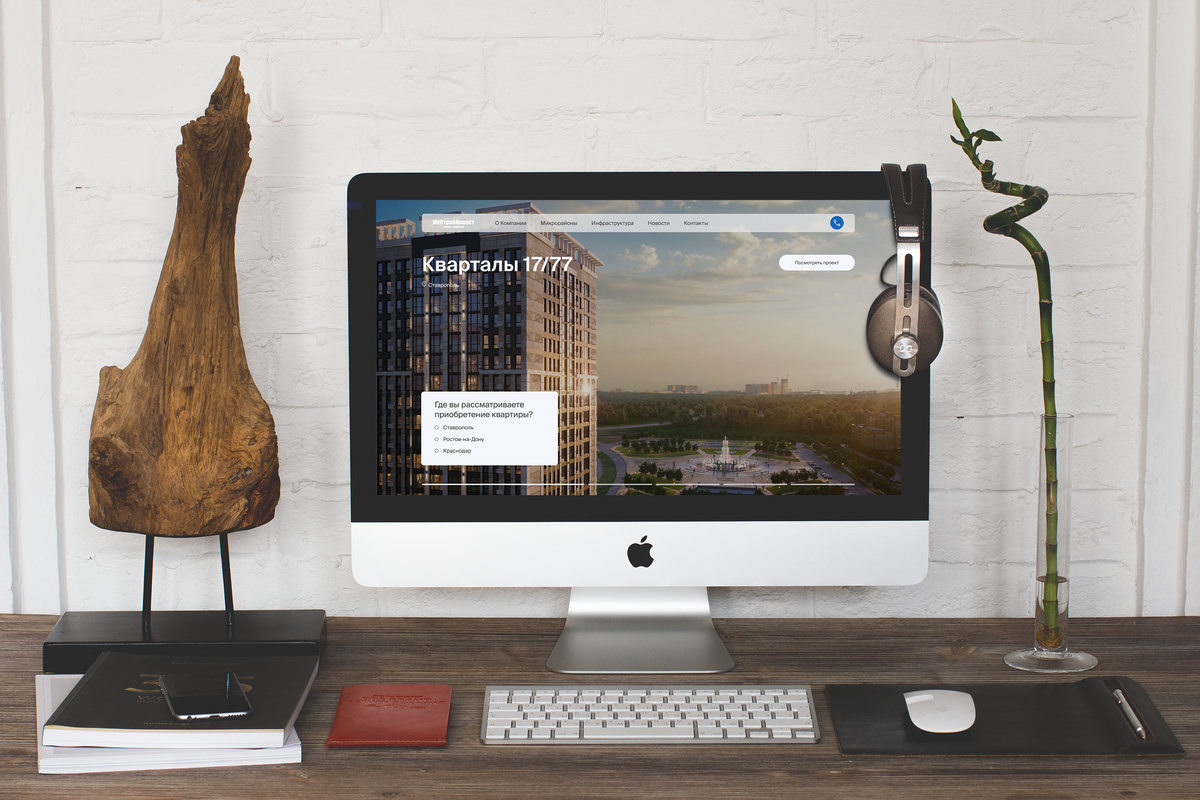 ЮгСтройИнвест
О Компании Микрорайоны Инфраструктура Новости Контакты
Кварталы 17/77
Посмотреть проект
Ставрополь
Где вы рассматриваете
приобретение квартиры?
Ставрополь
Ростов-на-Дону
Краснодар